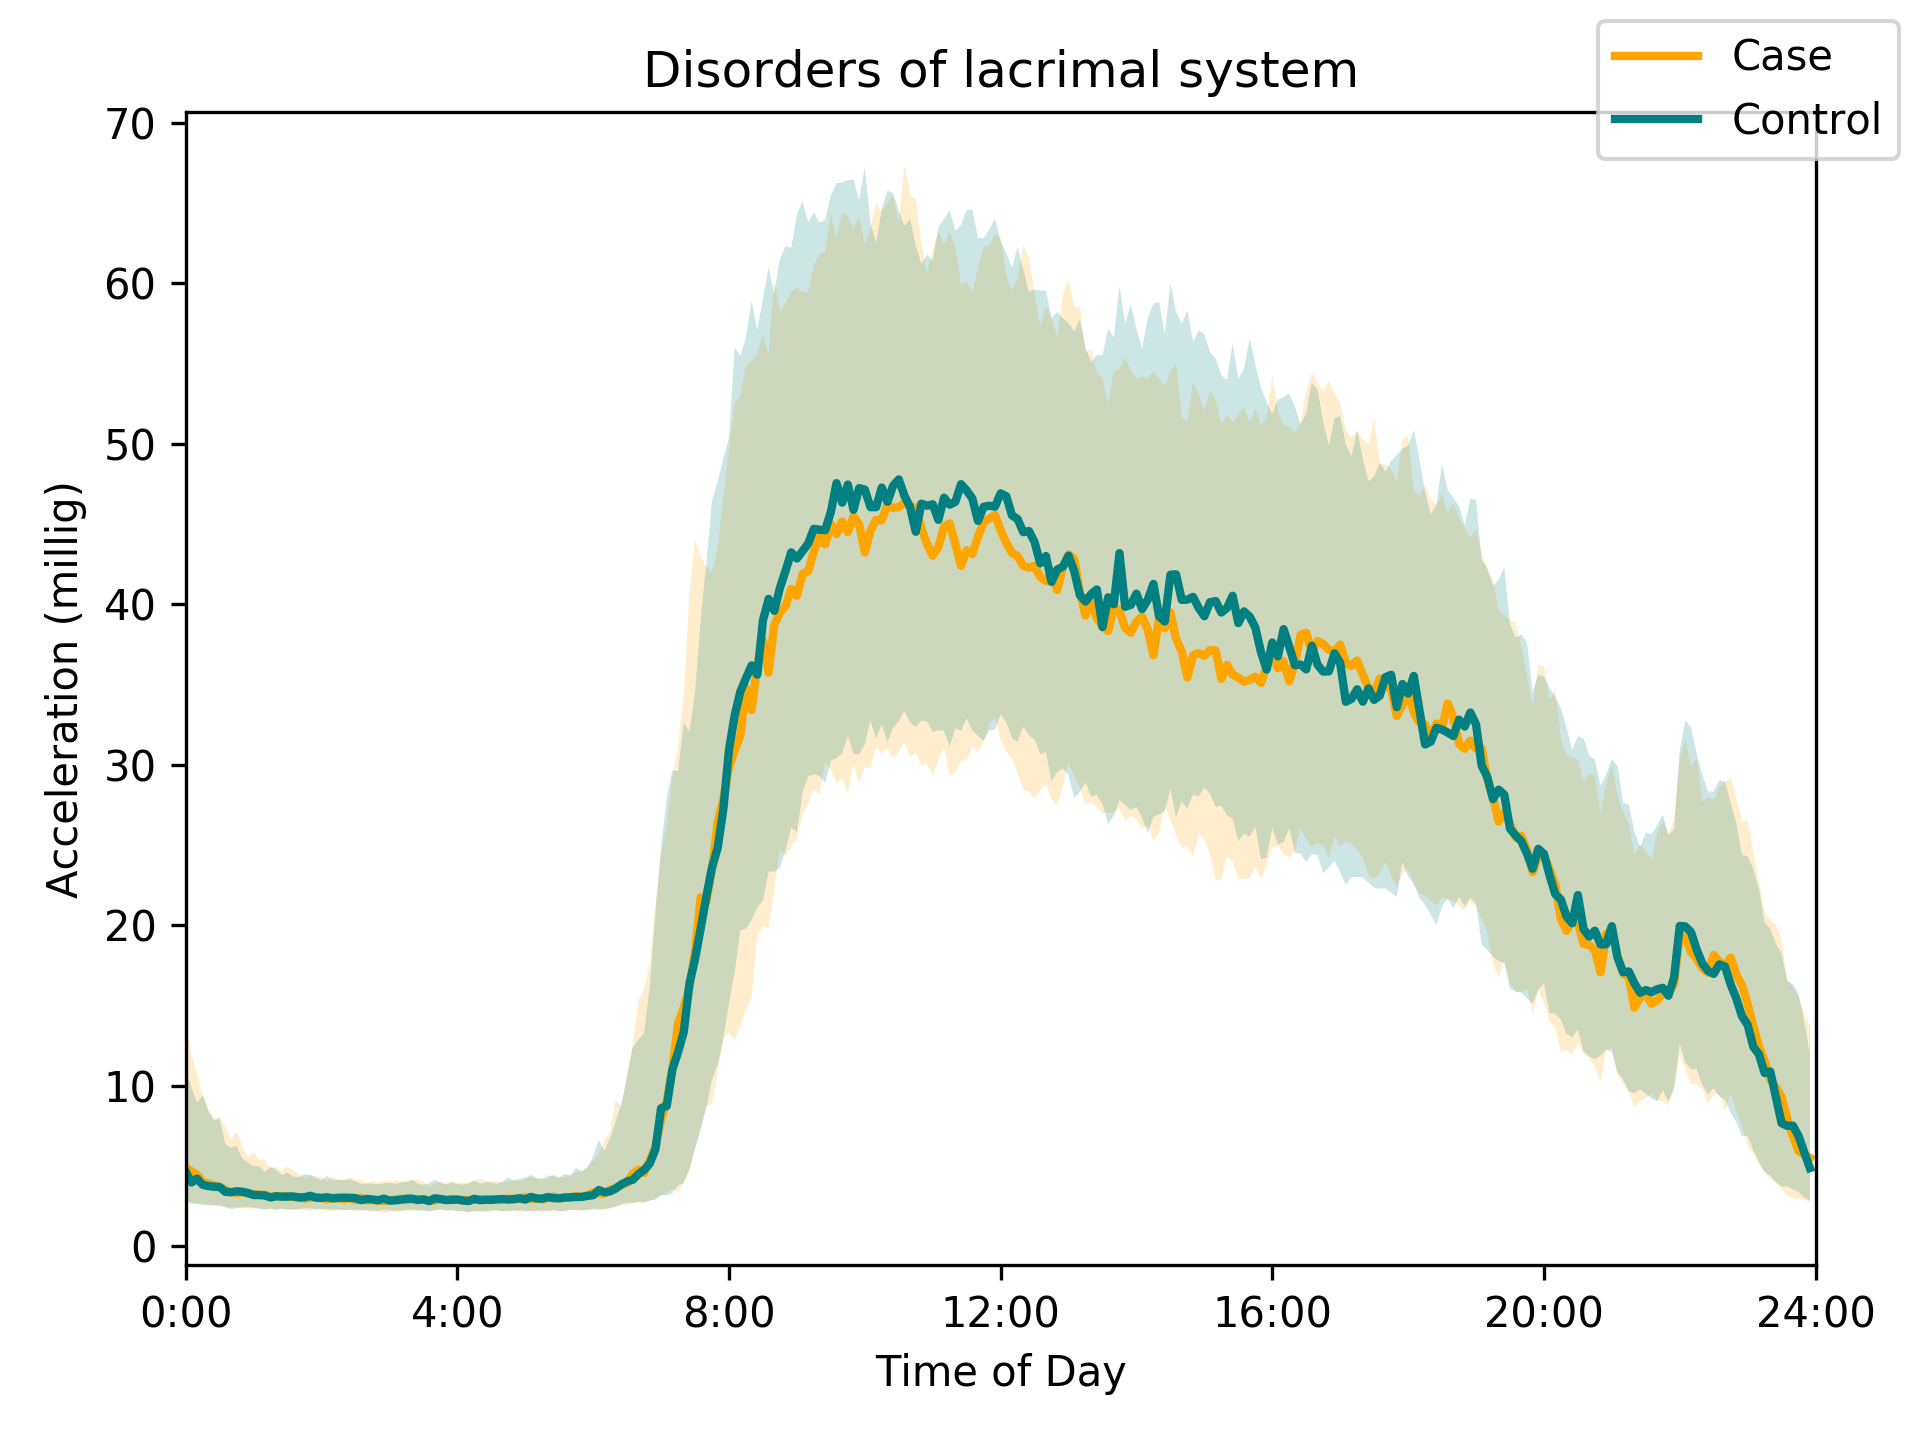 Disorders of lacrimal system
Case
Control
70
60
50
40
30
20
10
0
Acceleration (millig)
0:00 4:00 8:00 12:00 16:00 20:00 24:00
Time of Day